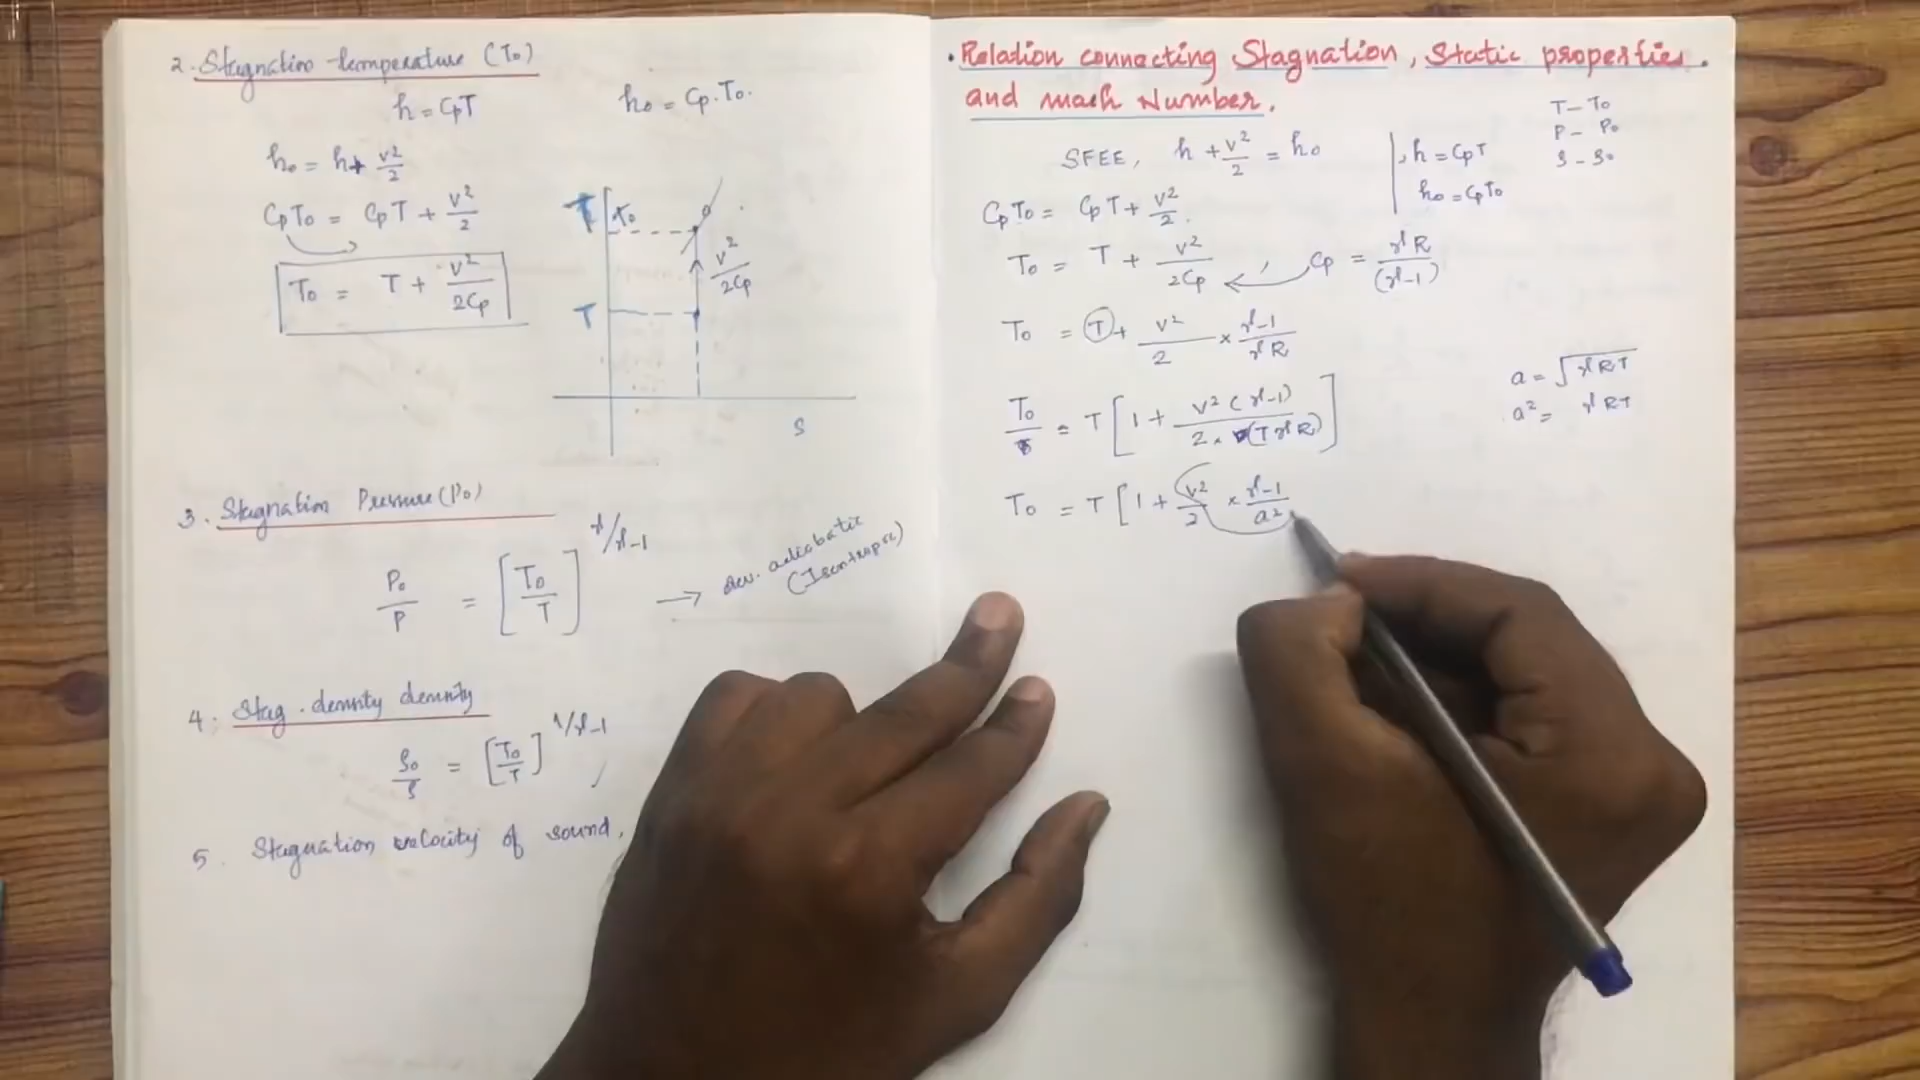 2. Stagnation temperature (T₀)
h = CpT
h₀ = Cp.T₀.
h₀ = h + v²/2
CpT₀ = CpT + v²/2
T₀ = T + v²/2Cp
T
T₀
v²/2Cp
T
S
3. Stagnation Pressure (P₀)
P₀/P = [T₀/T]^γ/γ-1 → rev. adiabatic
(Isentropic)
4. Stag. density density
ρ₀/ρ = [T₀/T]^1/γ-1
5. Stagnation velocity of sound,
. Relation connecting Stagnation, Static properties.
and mach Number.
T - T₀
P - P₀
ρ - ρ₀
SFEE, h + v²/2 = h₀
, h = CpT
h₀ = CpT₀
CpT₀ = CpT + v²/2.
T₀ = T + v²/2Cp ← , Cp = γR/(γ-1)
T₀ = T + v²/2 × γ-1/γR
T₀ = T [1 + v²(γ-1)/2 × (TγR)]
a = √γRT
a² = γRT
T₀ = T [1 + v²/2 × γ-1/a²